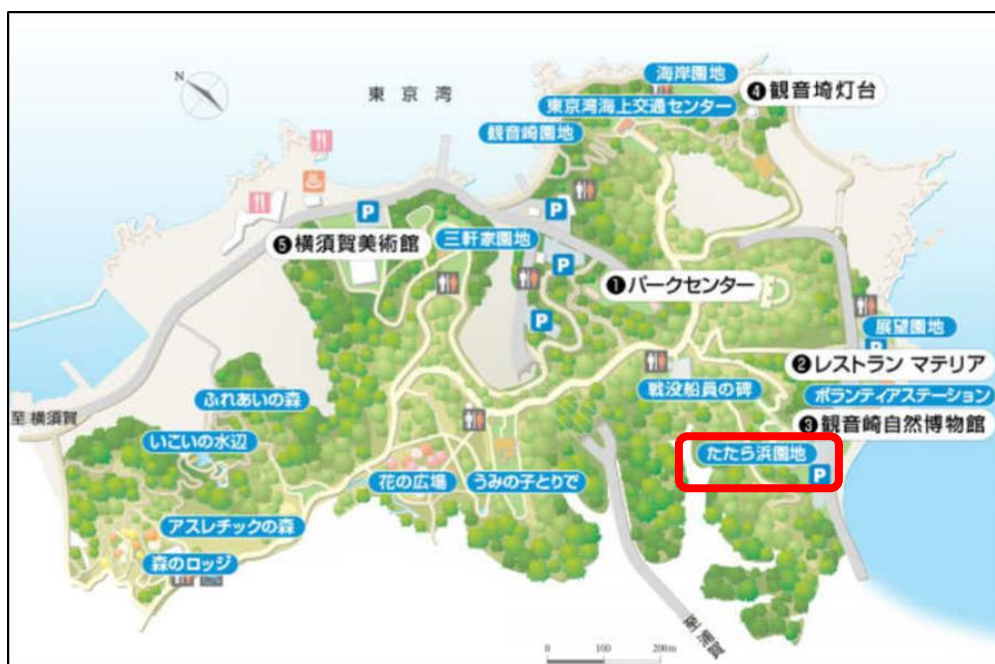 N
東京湾
海岸園地
❹観音埼灯台
東京湾海上交通センター
観音崎園地
P
P
❺横須賀美術館
三軒家園地
P
❶パークセンター
P
展望園地
P
❷レストラン マテリア
戦没船員の碑
ボランティアステーション
ふれあいの森
至横須賀
❸観音崎自然博物館
いこいの水辺
たたら浜園地
P
花の広場
うみの子とりで
アスレチックの森
森のロッジ
至浦賀
0 100 200m